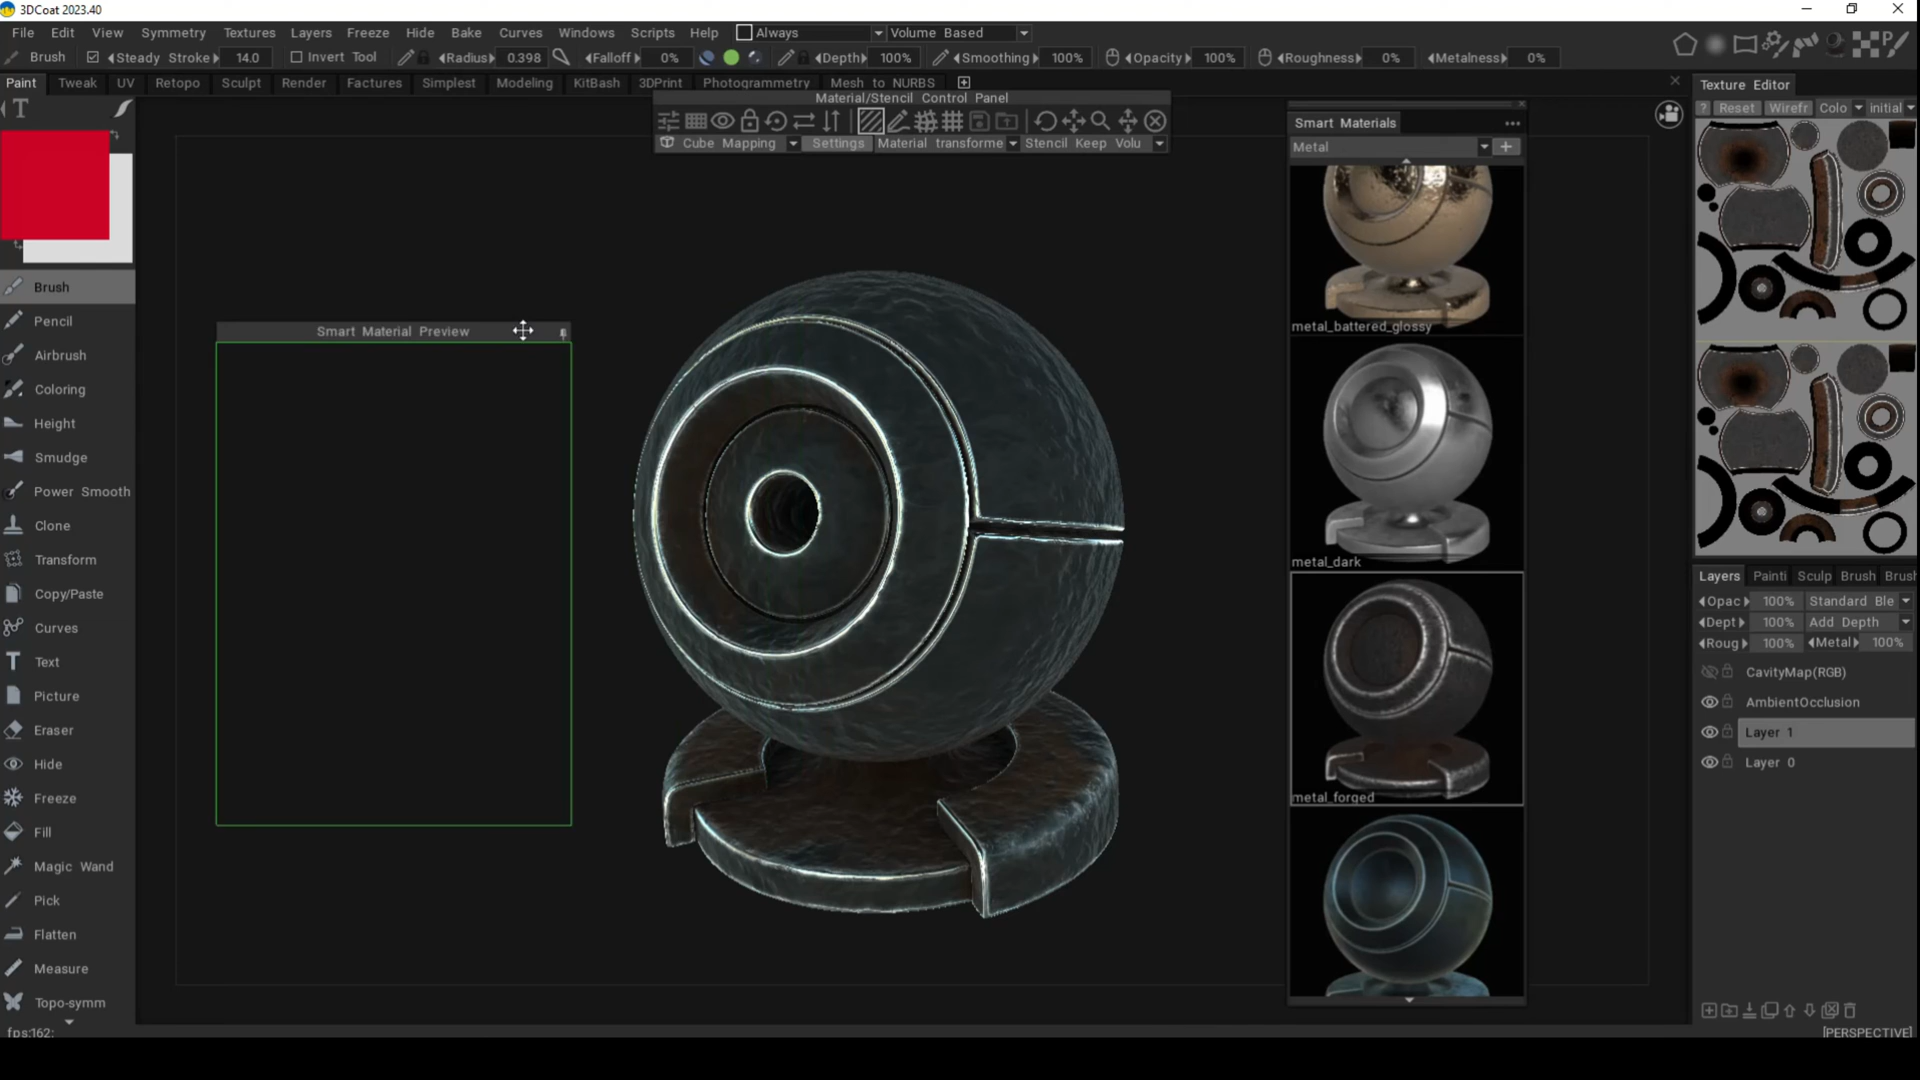 3DCoat 2023.40
File Edit View Symmetry Textures Layers Freeze Hide Bake Curves Windows Scripts Help Always Volume Based
Brush Steady Stroke 14.0 Invert Tool Radius 0.398 Falloff 0% Depth 100% Smoothing 100% Opacity 100% Roughness 0% Metalness 0%
Paint Tweak UV Retopo Sculpt Render Factures Simplest Modeling KitBash 3DPrint Photogrammetry Mesh to NURBS
Material/Stencil Control Panel
Cube Mapping Settings Material transforme Stencil Keep Volu
Brush
Pencil
Airbrush
Coloring
Height
Smudge
Power Smooth
Clone
Transform
Copy/Paste
Curves
Text
Picture
Eraser
Hide
Freeze
Fill
Magic Wand
Pick
Flatten
Measure
Topo-symm
fps:162:
Smart Material Preview
Smart Materials
Metal
metal_battered_glossy
metal_dark
metal_forged
Texture Editor
? Reset Wirefr Colo initial
Layers Painti Sculp Brush Brus
Opac 100% Standard Ble
Dept 100% Add Depth
Roug 100% Metal 100%
CavityMap(RGB)
AmbientOcclusion
Layer 1
Layer 0
[PERSPECTIVE]